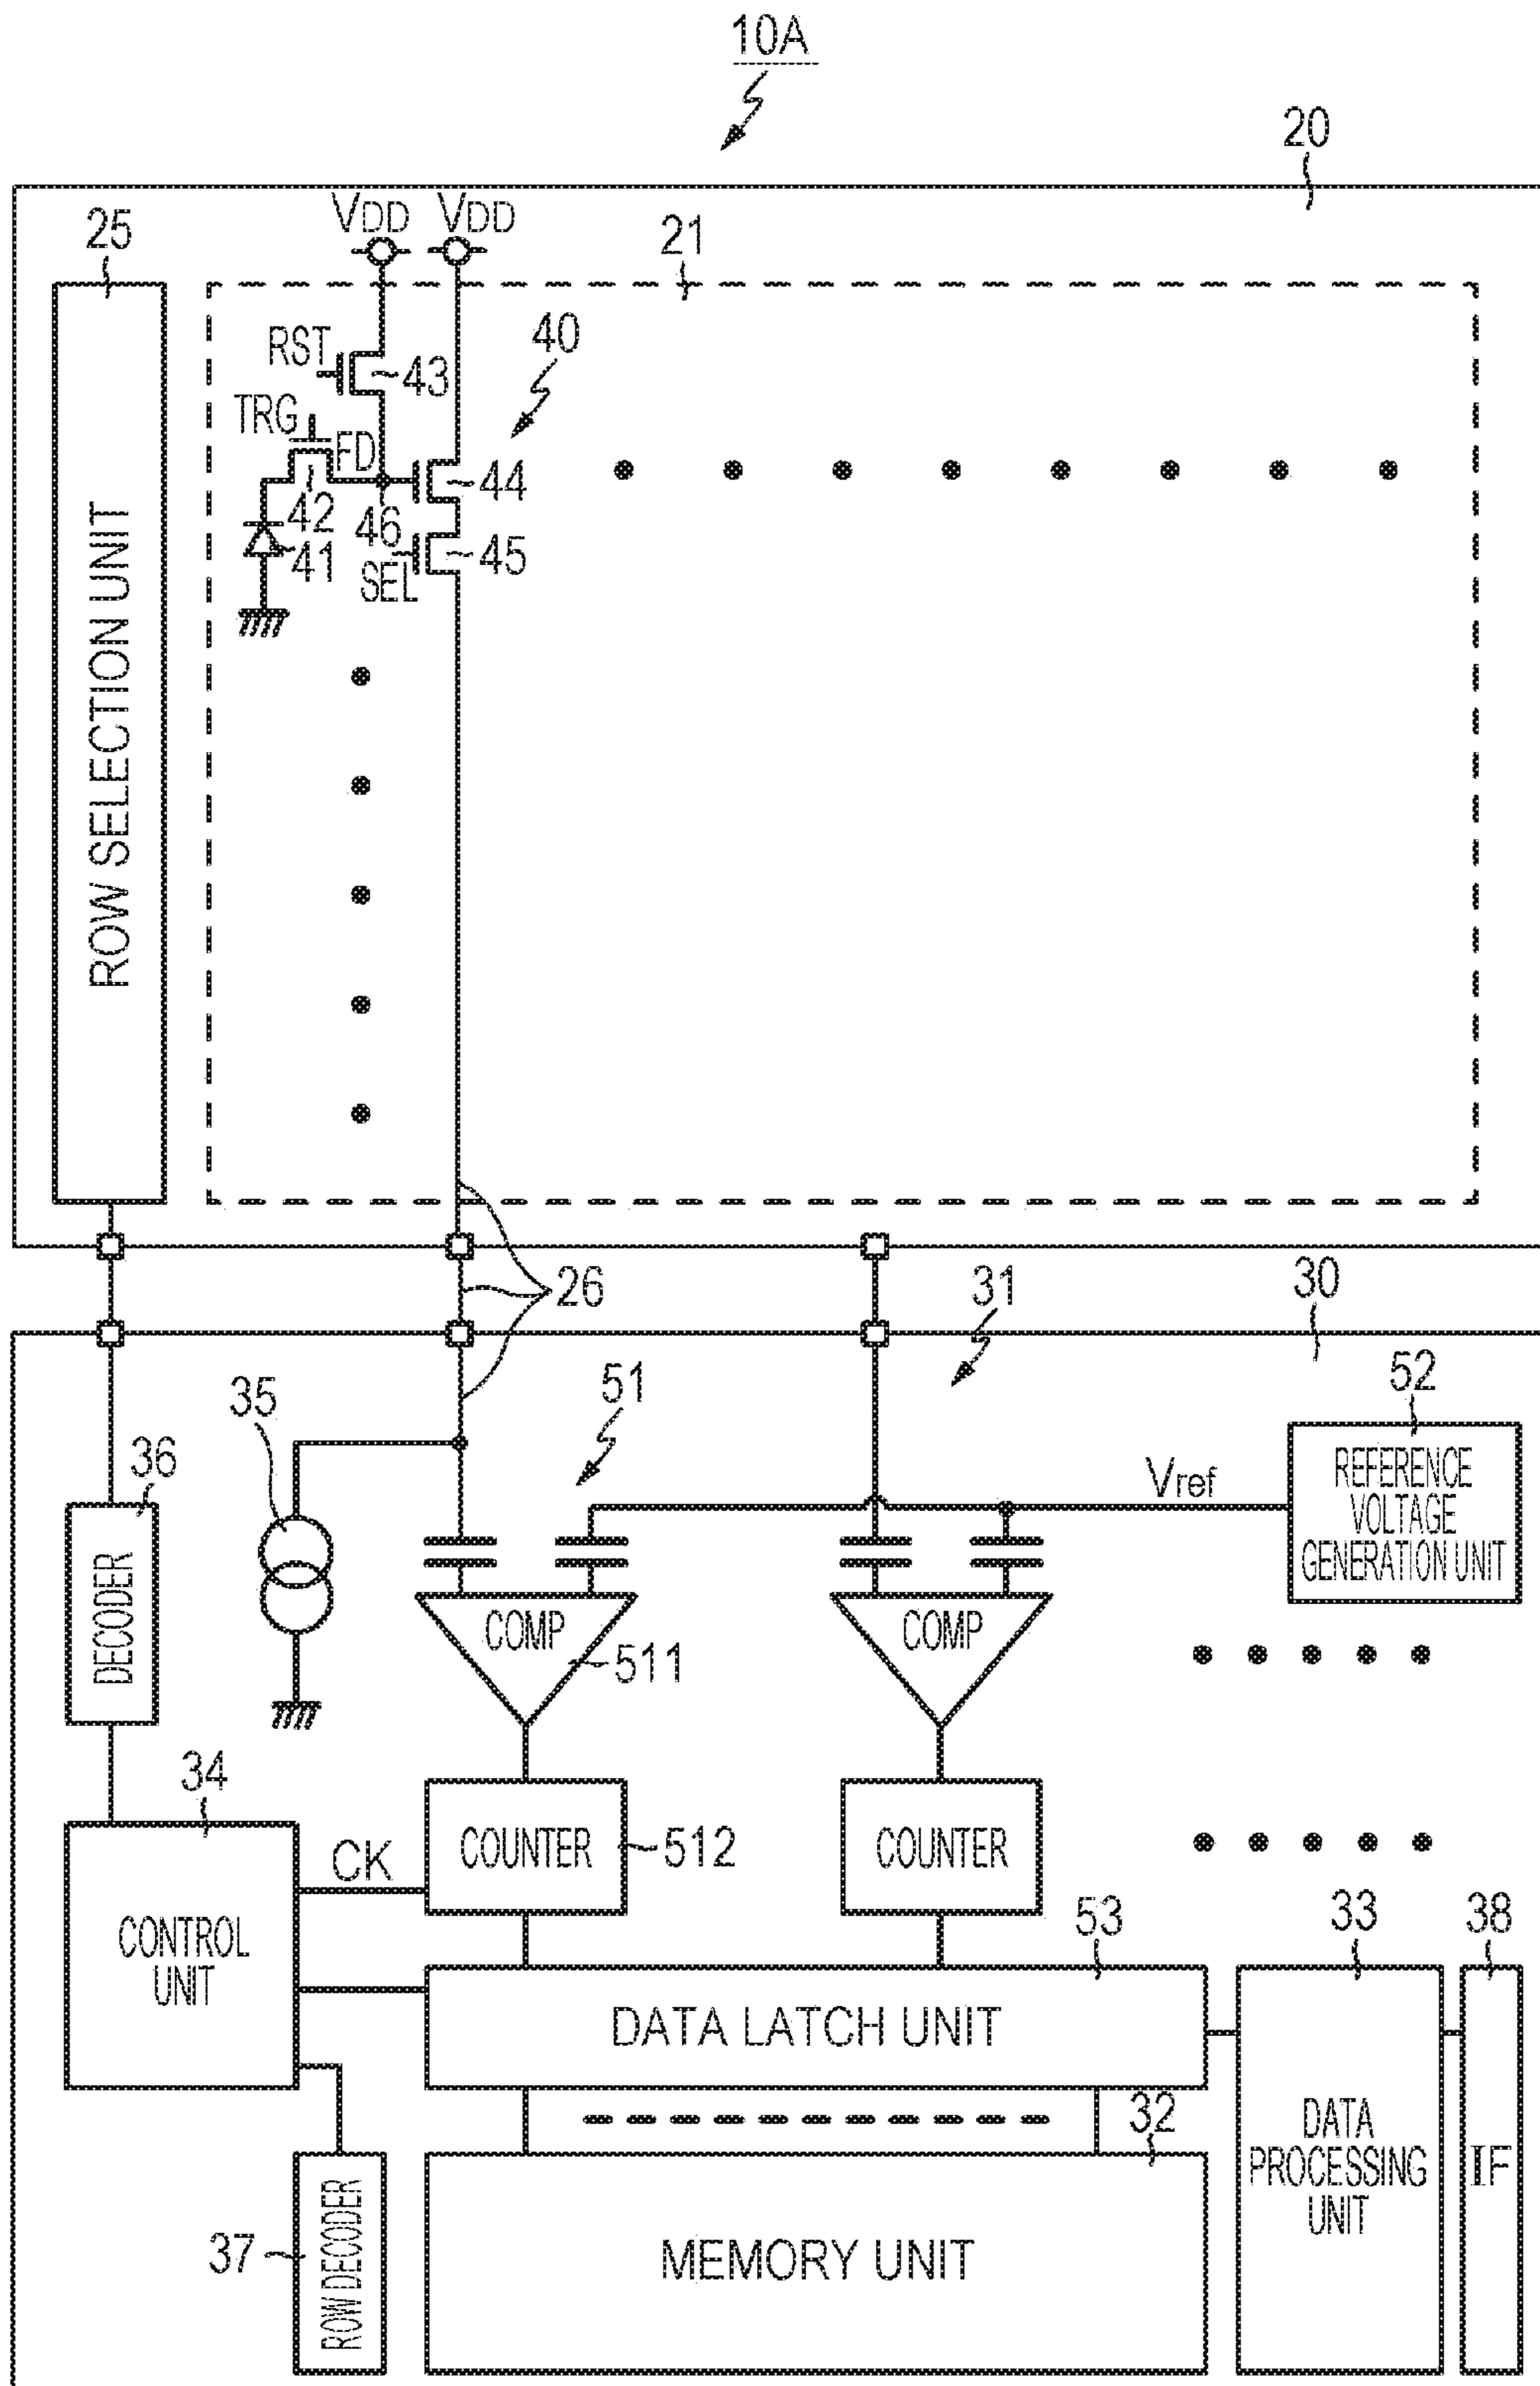 10A
20
VDD VDD
25
21
RST
43
40
TRG
FD
44
42
46
41
45
SEL
ROW SELECTION UNIT
26
31
30
35
51
52
36
Vref
REFERENCE
VOLTAGE
GENERATION UNIT
DECODER
COMP
COMP
511
34
COUNTER
512
COUNTER
CK
CONTROL
UNIT
53
33
38
DATA LATCH UNIT
32
DATA
PROCESSING
UNIT
IF
37
ROW DECODER
MEMORY UNIT